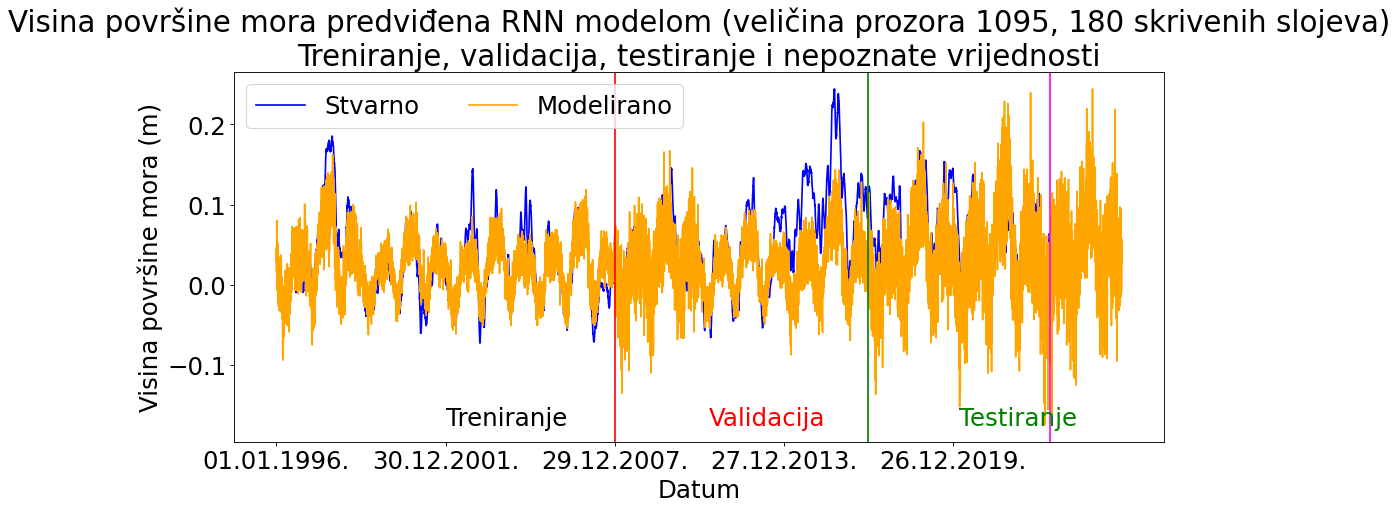 Visina površine mora predviđena RNN modelom (veličina prozora 1095, 180 skrivenih slojeva)
Treniranje, validacija, testiranje i nepoznate vrijednosti
Stvarno
Modelirano
Visina površine mora (m)
0.2
0.1
0.0
−0.1
Treniranje
Validacija
Testiranje
01.01.1996.
30.12.2001.
29.12.2007.
27.12.2013.
26.12.2019.
Datum